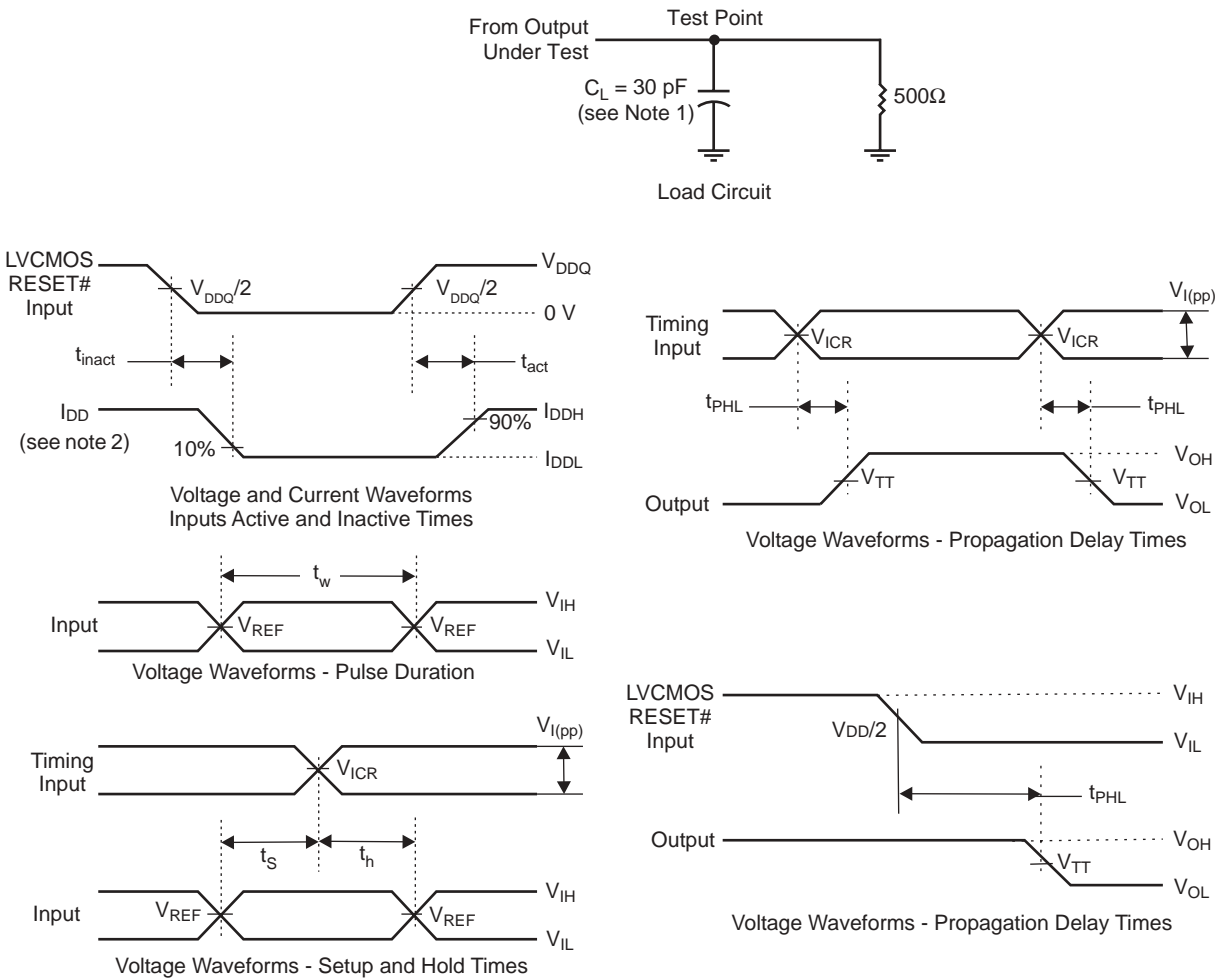 From Output
Under Test
Test Point
C_L = 30 pF
(see Note 1)
500Ω
Load Circuit
LVCMOS
RESET#
Input
V_DDQ/2
V_DDQ/2
V_DDQ
0 V
t_inact
t_act
I_DD
(see note 2)
10%
90%
I_DDH
I_DDL
Voltage and Current Waveforms
Inputs Active and Inactive Times
t_w
Input
V_REF
V_REF
V_IH
V_IL
Voltage Waveforms - Pulse Duration
Timing
Input
V_ICR
V_I(pp)
t_S
t_h
Input
V_REF
V_REF
V_IH
V_IL
Voltage Waveforms - Setup and Hold Times
Timing
Input
V_ICR
V_ICR
V_I(pp)
t_PHL
t_PHL
Output
V_TT
V_TT
V_OH
V_OL
Voltage Waveforms - Propagation Delay Times
LVCMOS
RESET#
Input
VDD/2
V_IH
V_IL
t_PHL
Output
V_TT
V_OH
V_OL
Voltage Waveforms - Propagation Delay Times